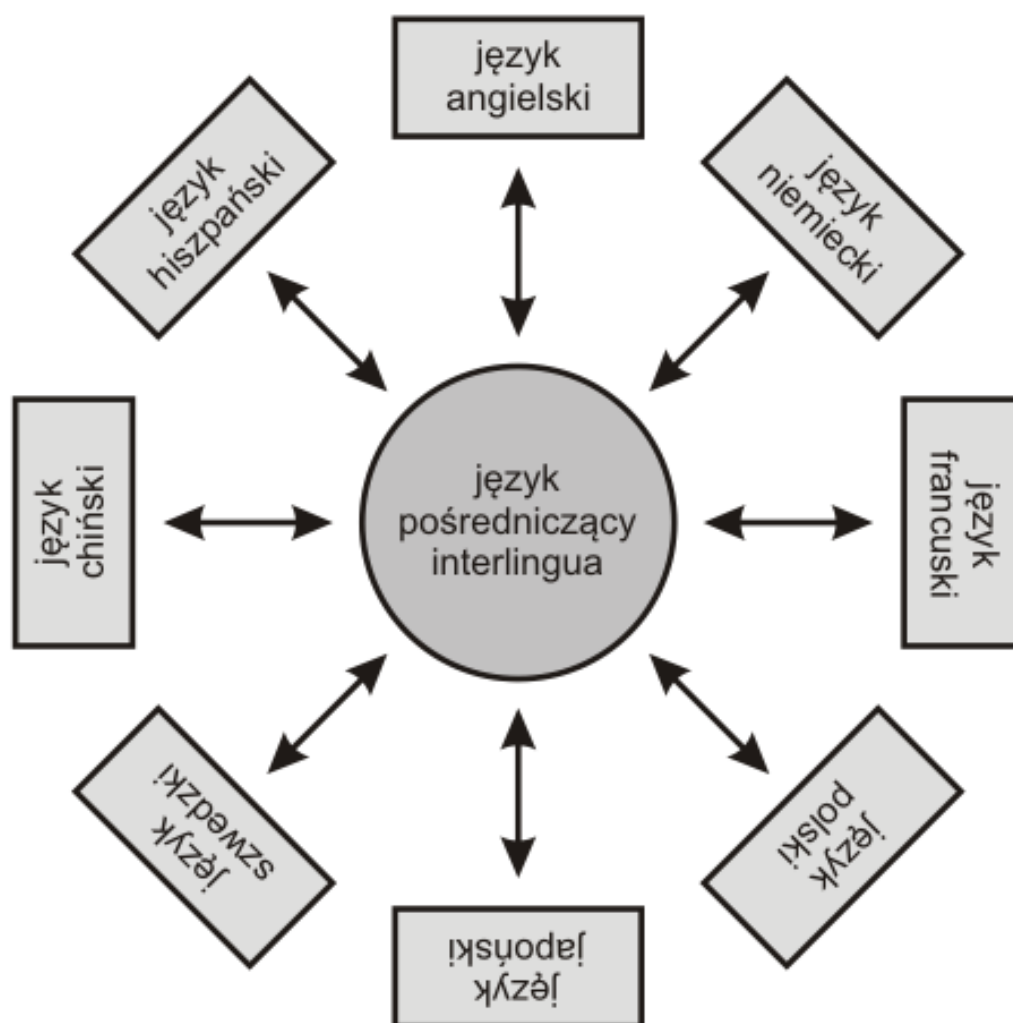 język
angielski
język
niemiecki
język
francuski
język
polski
język
japoński
język
szwedzki
język
chiński
język
hiszpański
język
pośredniczący
interlingua